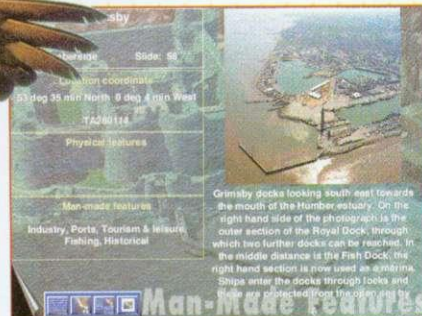 sby
berside Slide: 56
Location coordinate
53 deg 35 min North 0 deg 4 min West
TA280114
Physical features
Man-made features
Industry, Ports, Tourism & leisure,
Fishing, Historical
Grimsby docks looking south east towards
the mouth of the Humber estuary. On the
right hand side of the photograph is the
outer section of the Royal Dock, through
which two further docks can be reached. In
the middle distance is the Fish Dock, the
right hand section is now used as a marina.
Ships enter the docks through locks and
these are protected from the open sea by
Man-Made Features